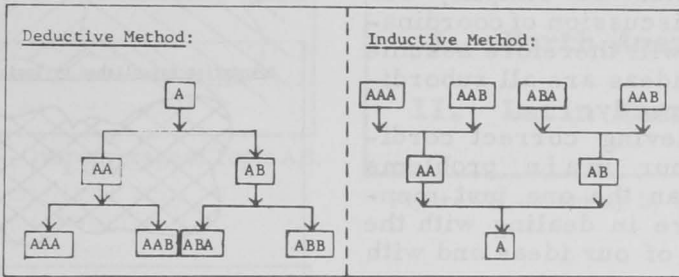 Deductive Method:
A
AA AB
AAA AAB ABA ABB
Inductive Method:
AAA AAB ABA AAB
AA AB
A